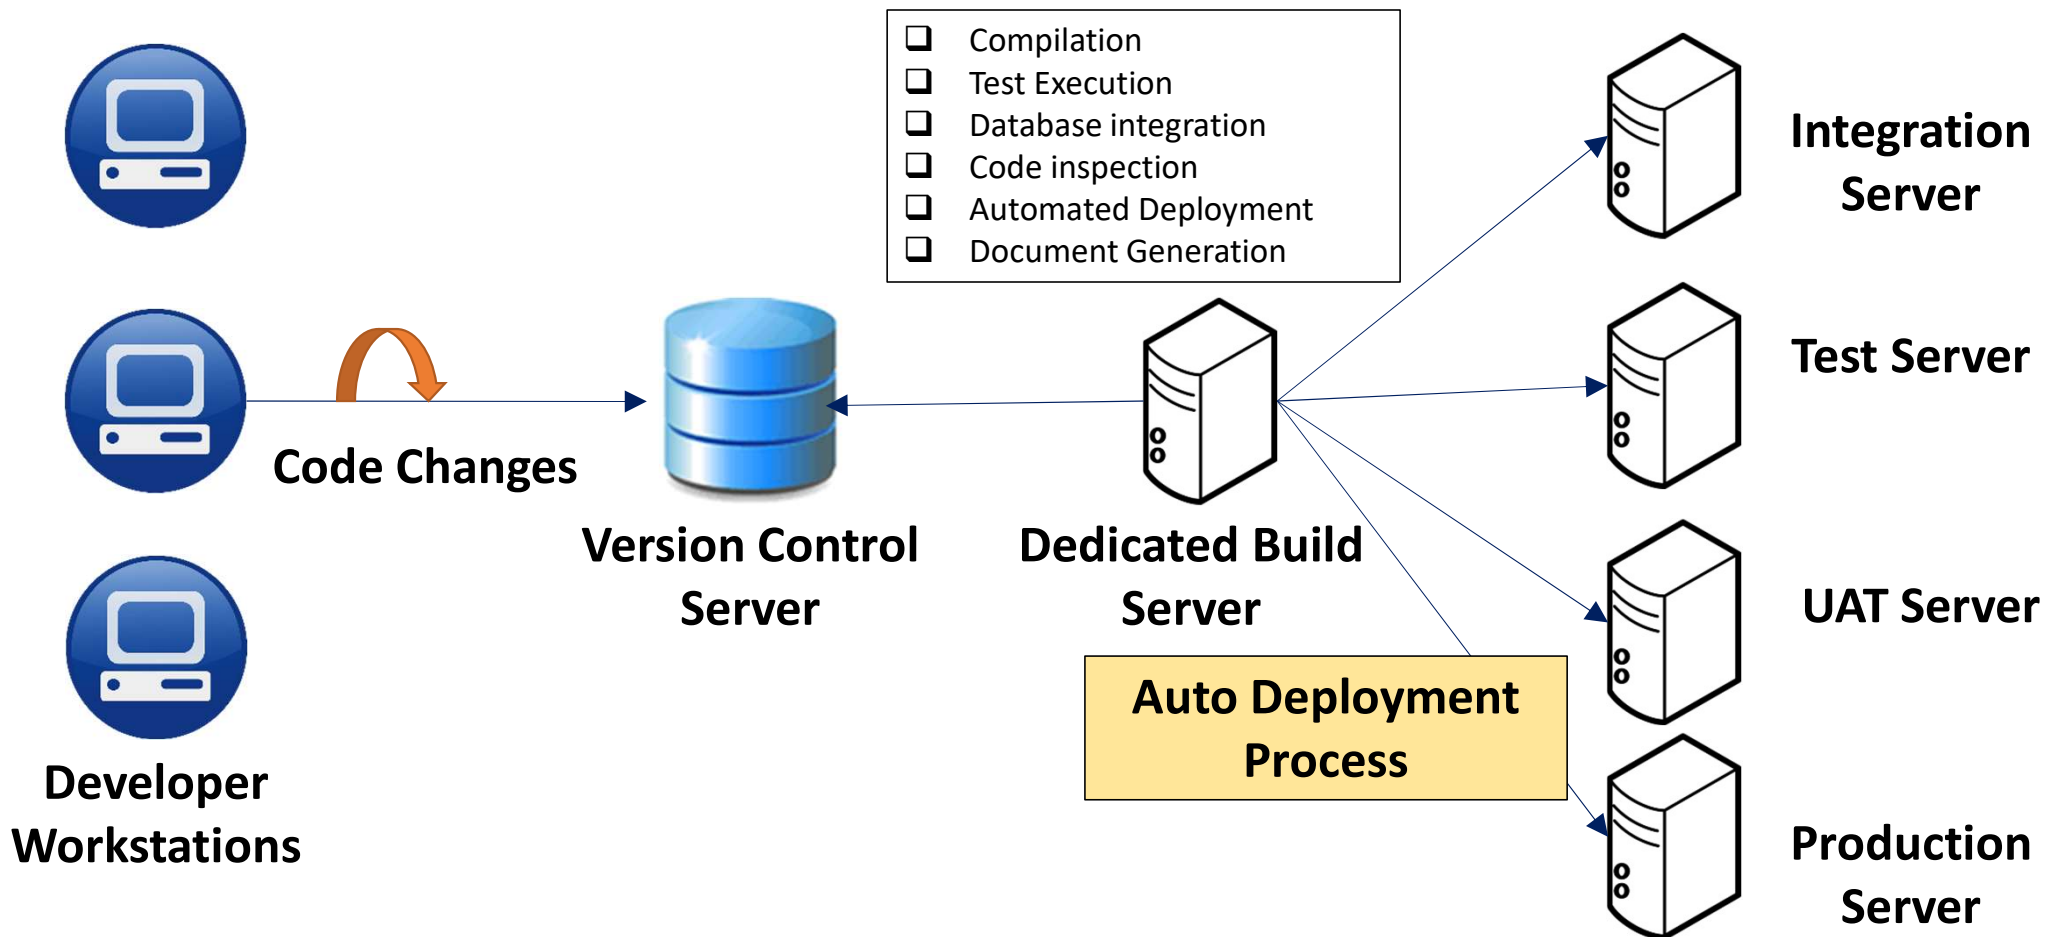 Compilation
Test Execution
Database integration
Code inspection
Automated Deployment
Document Generation
Integration
Server
Test Server
Code Changes
Version Control
Server
Dedicated Build
Server
UAT Server
Auto Deployment
Process
Developer
Workstations
Production
Server